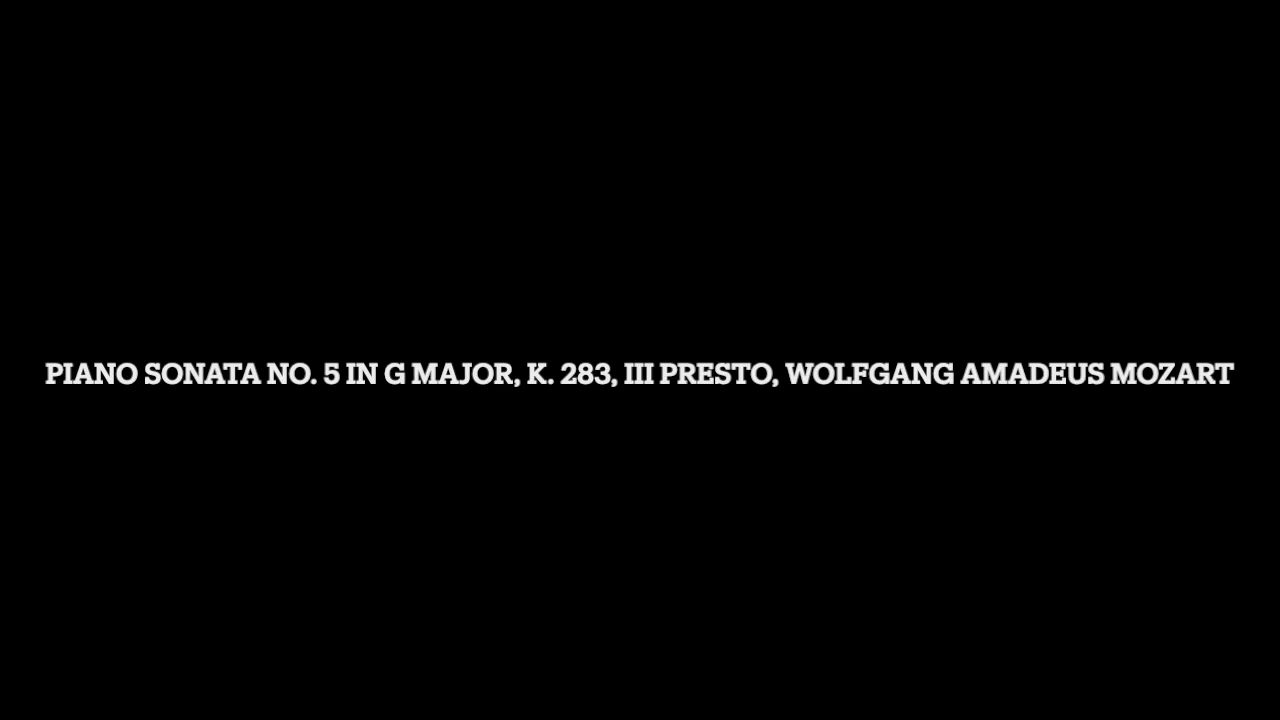 PIANO SONATA NO. 5 IN G MAJOR, K. 283, III PRESTO, WOLFGANG AMADEUS MOZART